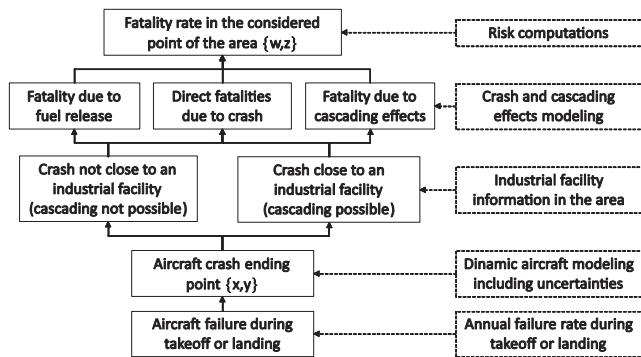 Fatality rate in the considered
point of the area {w,z}
Risk computations
Fatality due to
fuel release
Direct fatalities
due to crash
Fatality due to
cascading effects
Crash and cascading
effects modeling
Crash not close to an
industrial facility
(cascading not possible)
Crash close to an
industrial facility
(cascading possible)
Industrial facility
information in the area
Aircraft crash ending
point {x,y}
Dinamic aircraft modeling
including uncertainties
Aircraft failure during
takeoff or landing
Annual failure rate during
takeoff or landing